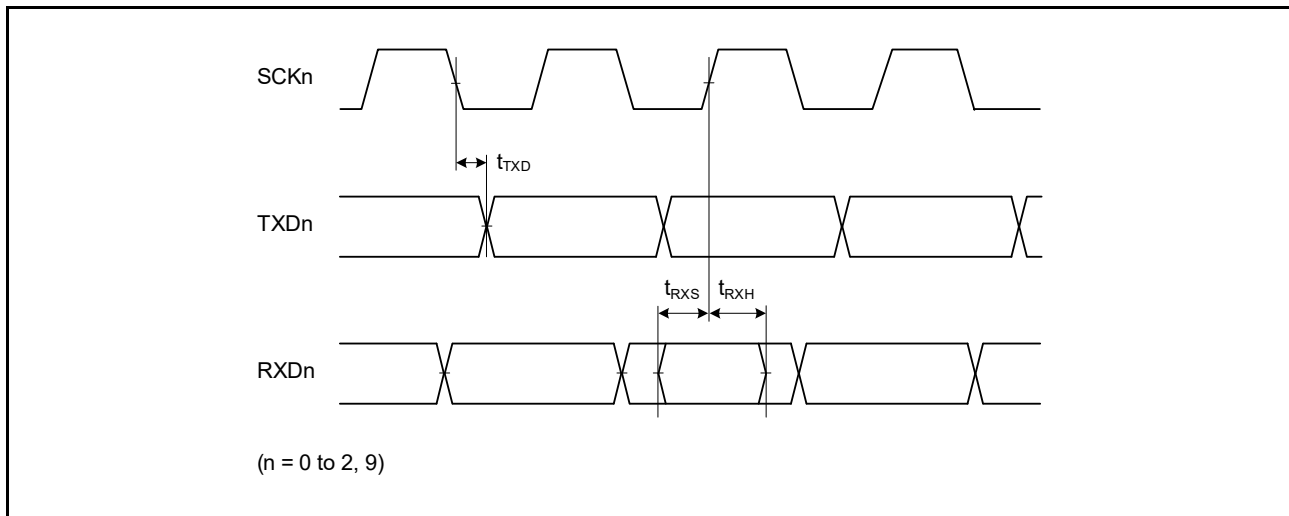 SCKn
tTXD
TXDn
tRXS tRXH
RXDn
(n = 0 to 2, 9)